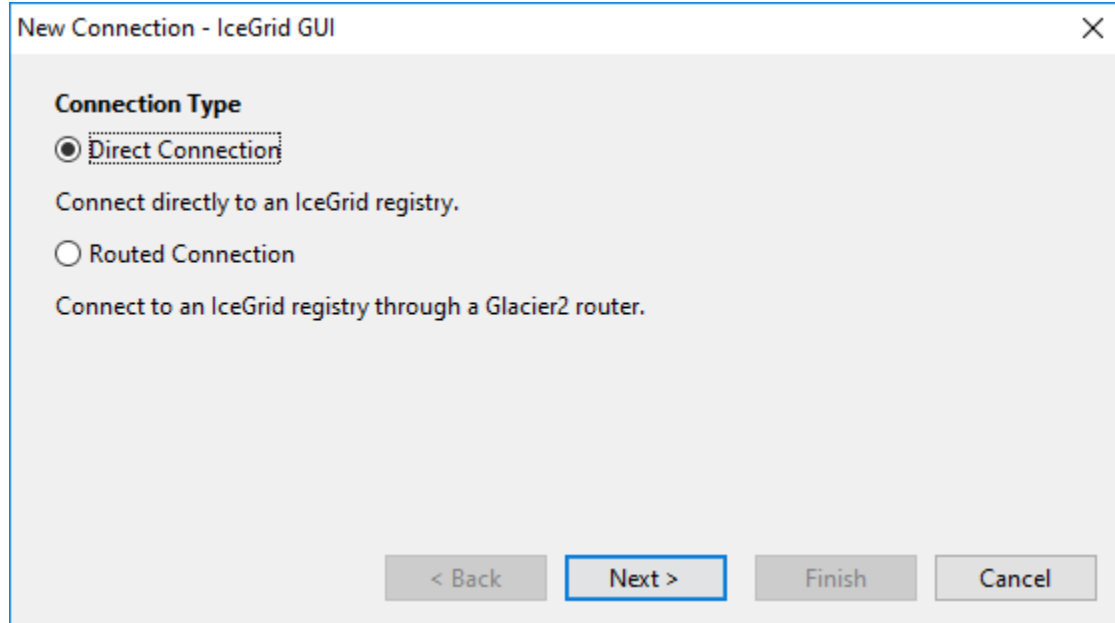 New Connection - IceGrid GUI
Connection Type
Direct Connection
Connect directly to an IceGrid registry.
Routed Connection
Connect to an IceGrid registry through a Glacier2 router.
< Back Next > Finish Cancel